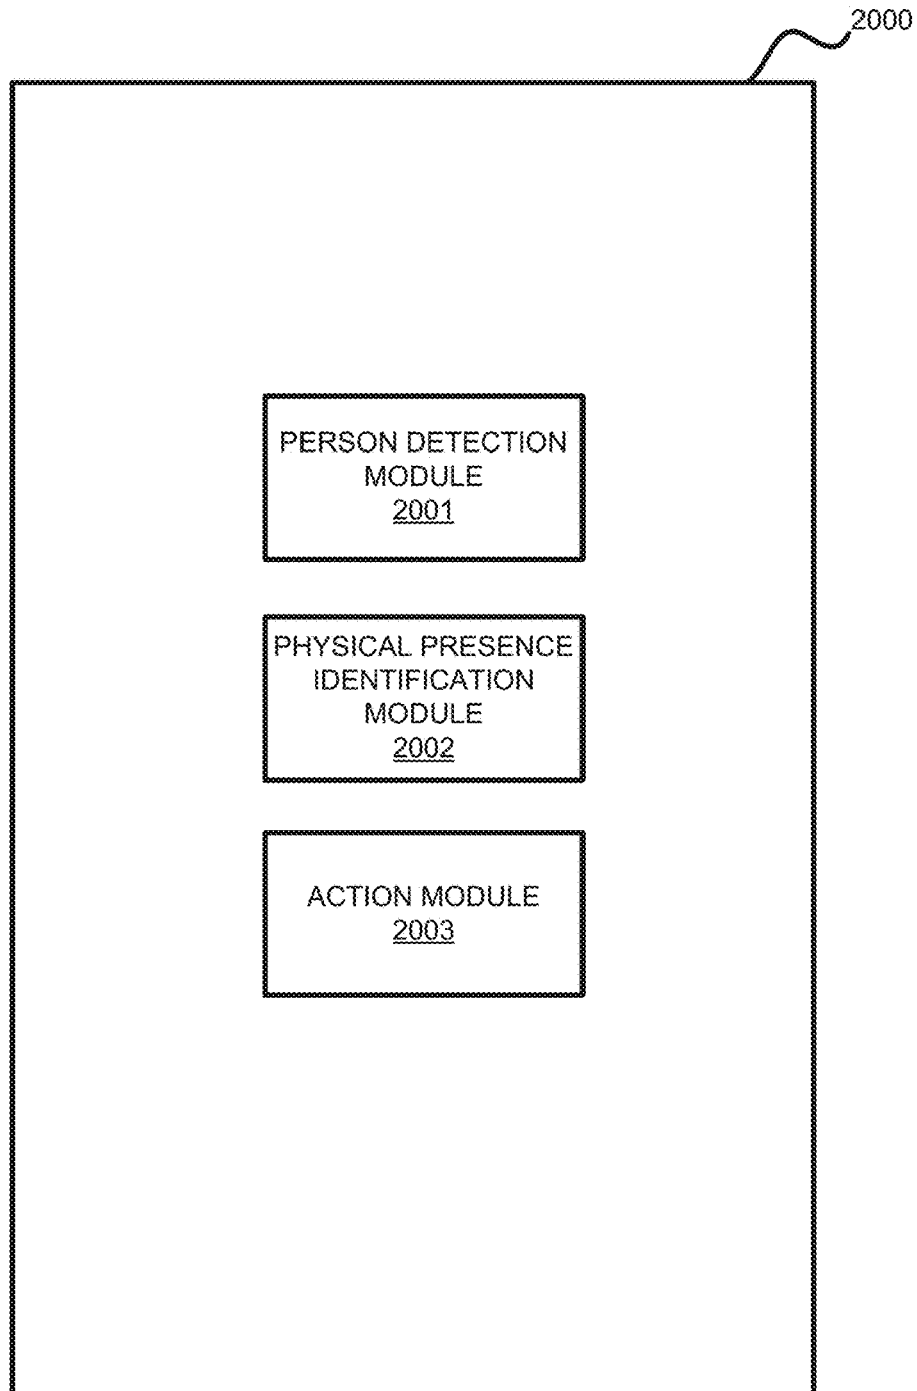 2000
PERSON DETECTION
MODULE
2001
PHYSICAL PRESENCE
IDENTIFICATION
MODULE
2002
ACTION MODULE
2003